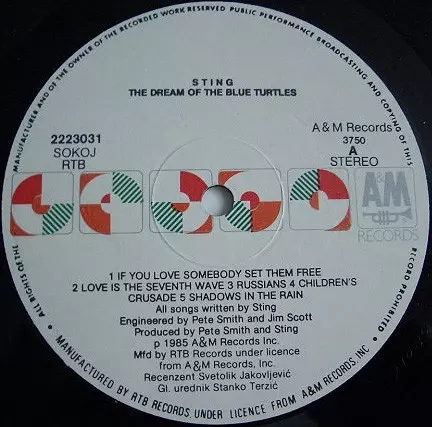 MANUFACTURER AND OF THE OWNER OF THE RECORDED WORK RESERVED PUBLIC PERFORMANCE BROADCASTING AND COPYING OF THIS
RECORD PROHIBITED
ALL RIGHTS OF THE
STING
THE DREAM OF THE BLUE TURTLES
2223031
SOKOJ
RTB
A&M Records
3750
A
STEREO
A&M
RECORDS
1 IF YOU LOVE SOMEBODY SET THEM FREE
2 LOVE IS THE SEVENTH WAVE 3 RUSSIANS 4 CHILDREN'S
CRUSADE 5 SHADOWS IN THE RAIN
All songs written by Sting
Engineered by Pete Smith and Jim Scott
Produced by Pete Smith and Sting
p 1985 A&M Records Inc.
Mfd by RTB Records under licence
from A&M Records, Inc.
Recenzent Svetolik Jakovljević
Gl. urednik Stanko Terzić
MANUFACTURED BY RTB RECORDS UNDER LICENCE FROM A&M RECORDS, INC